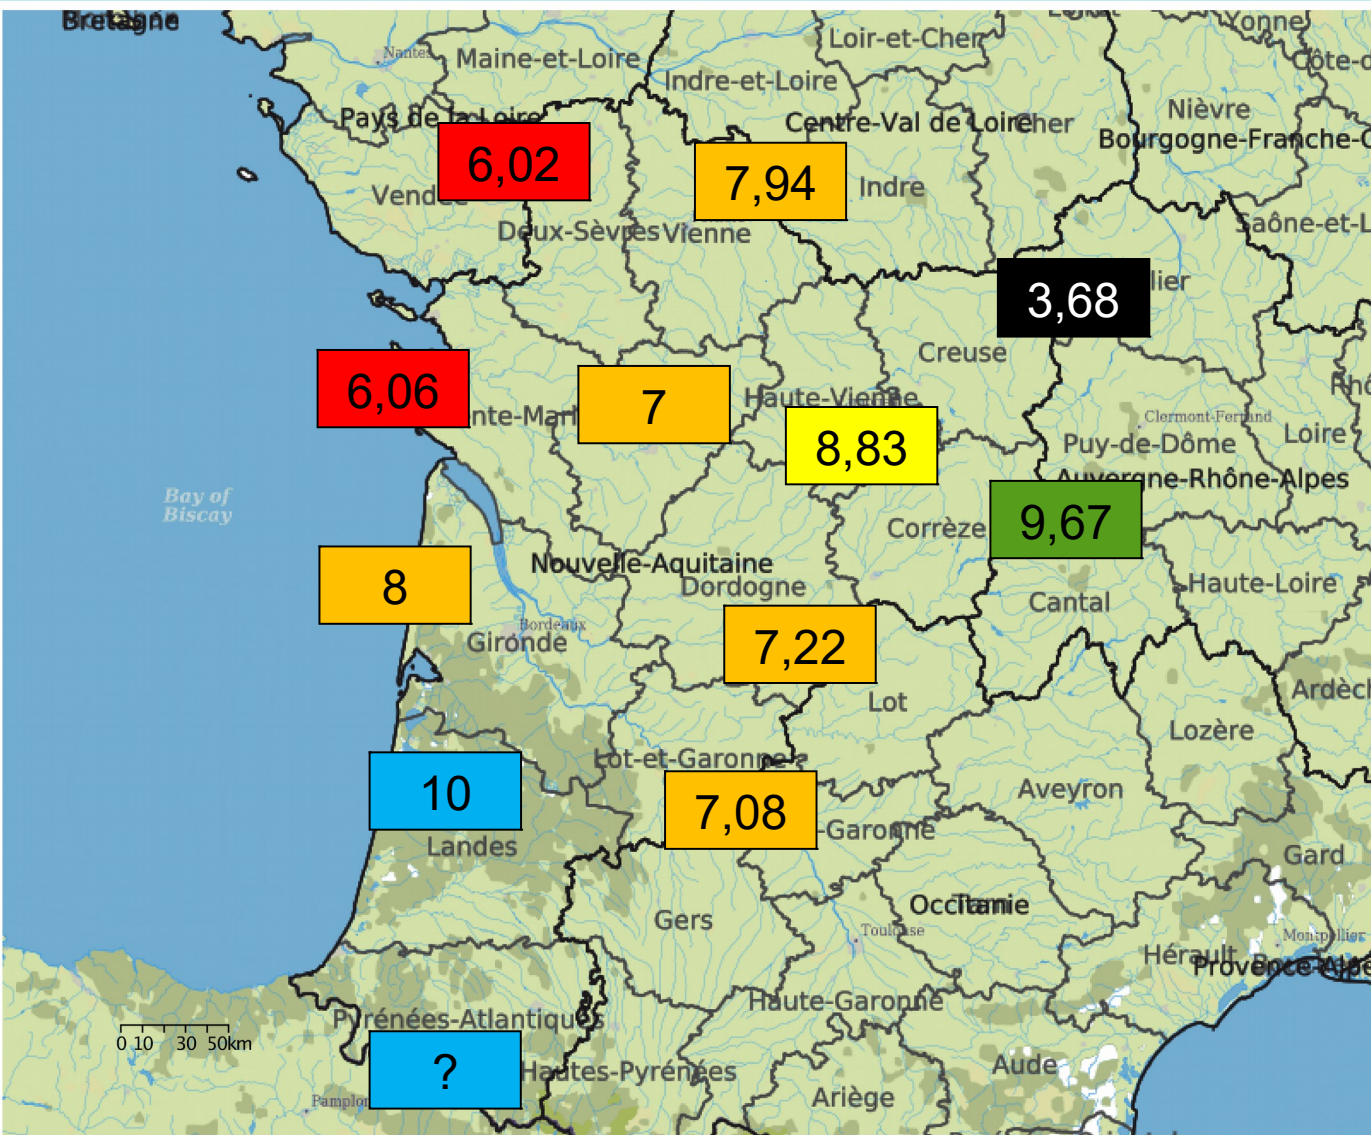 Bretagne
Nantes
Maine-et-Loire
Loir-et-Cher
Yonne
Indre-et-Loire
Nièvre
Pays de la Loire
Centre-Val de Loire
Cher
Bourgogne-Franche-C
6,02
7,94
Indre
Vendée
Deux-Sèvres
Vienne
Saône-et-L
3,68
lier
Creuse
6,06
nte-Mar
7
Haute-Vienne
Clermont-Ferrand
8,83
Puy-de-Dôme
Loire
Auvergne-Rhône-Alpes
Bay of
Biscay
9,67
Corrèze
Nouvelle-Aquitaine
8
Dordogne
Haute-Loire
Cantal
Bordeaux
Gironde
7,22
Lot
Ardèch
Lozère
Lot-et-Garonne
10
Aveyron
7,08
-Garonne
Landes
Gard
Gers
Occitanie
Toulouse
Montpellier
Hérault
Haute-Garonne
Pyrénées-Atlantiques
0 10 30 50km
?
Hautes-Pyrénées
Aude
Ariège
Pamplo